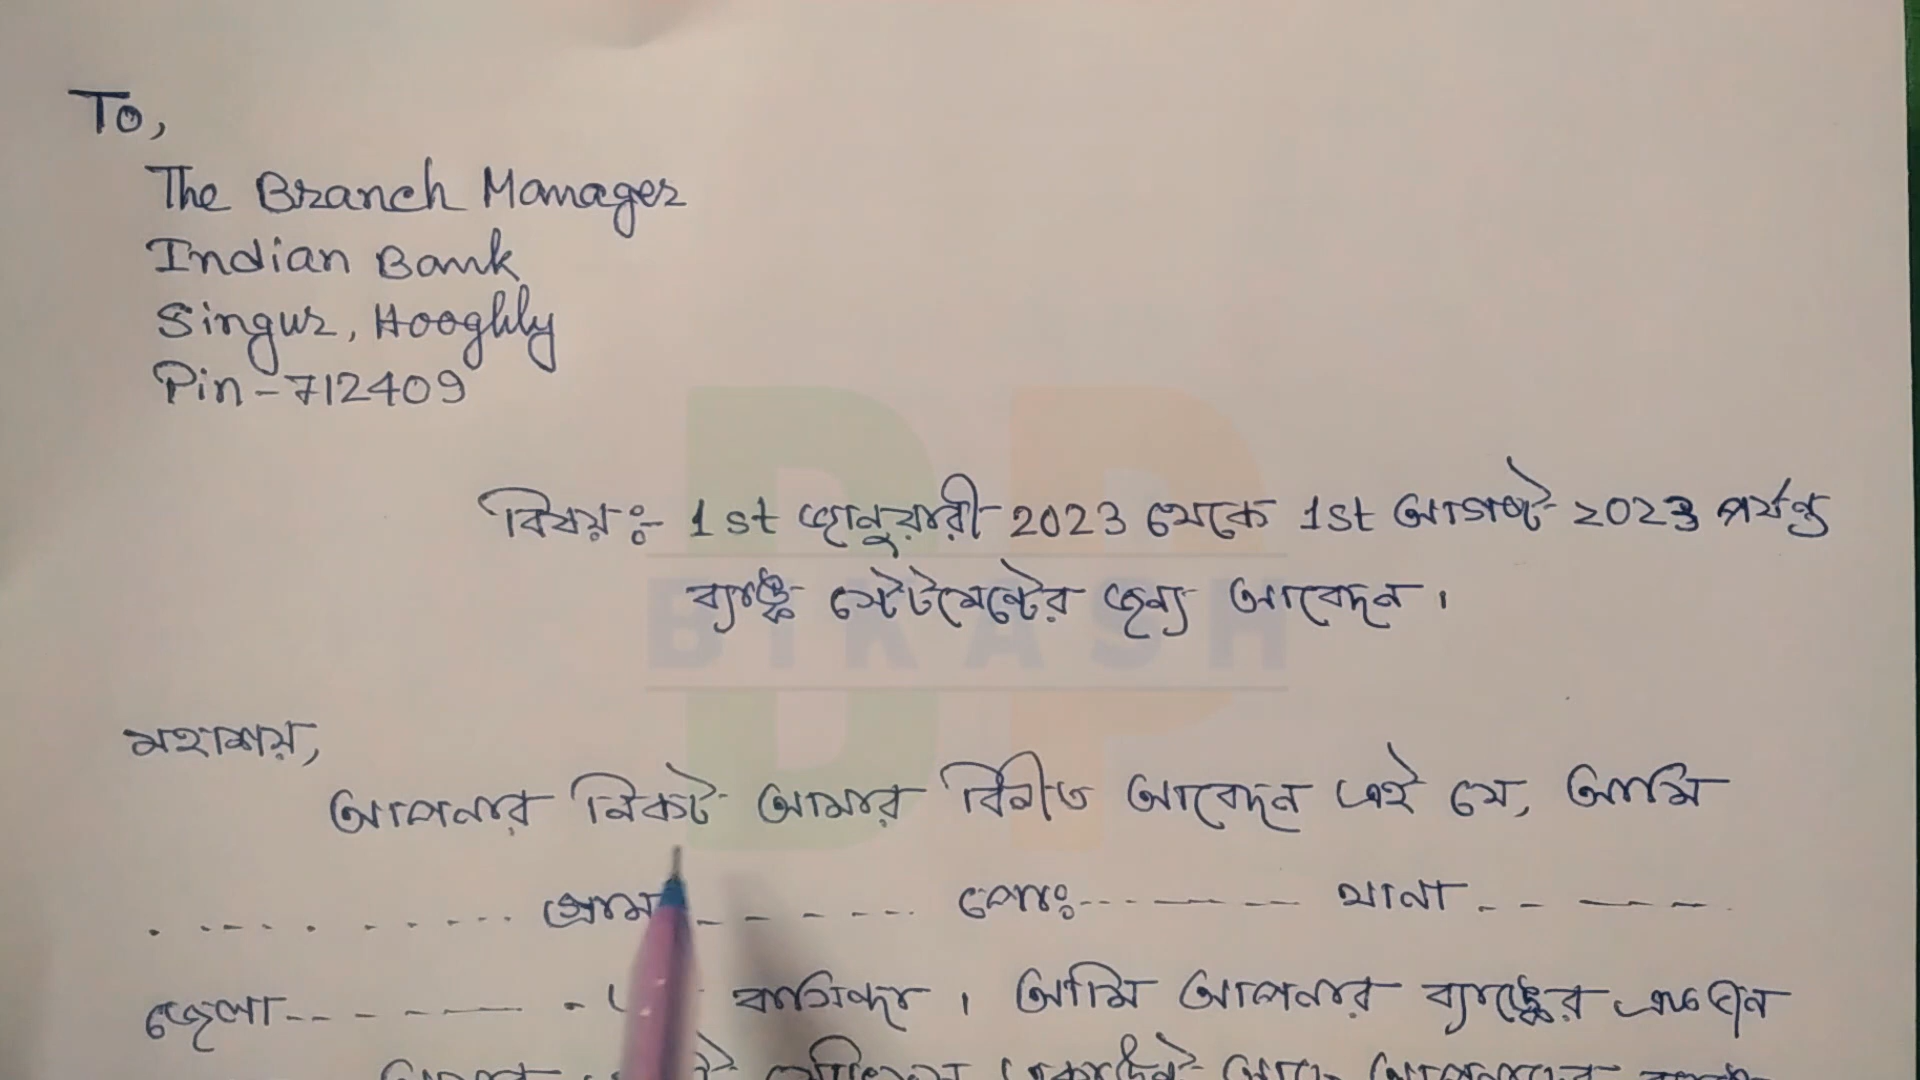 To,
The Branch Manager
Indian Bank
Singur, Hooghly
Pin-712409
বিষয়ঃ- 1st জানুয়ারী 2023 থেকে 1st আগস্ট 2023 পর্যন্ত
ব্যাঙ্ক স্টেটমেন্টের জন্য আবেদন।
BIKASH
মহাশয়,
আপনার নিকট আমার বিনীত আবেদন এই যে, আমি
............ গ্রাম ------ পোঃ------ থানা ------
জেলা------- বাসিন্দা। আমি আপনার ব্যাঙ্কের একজন